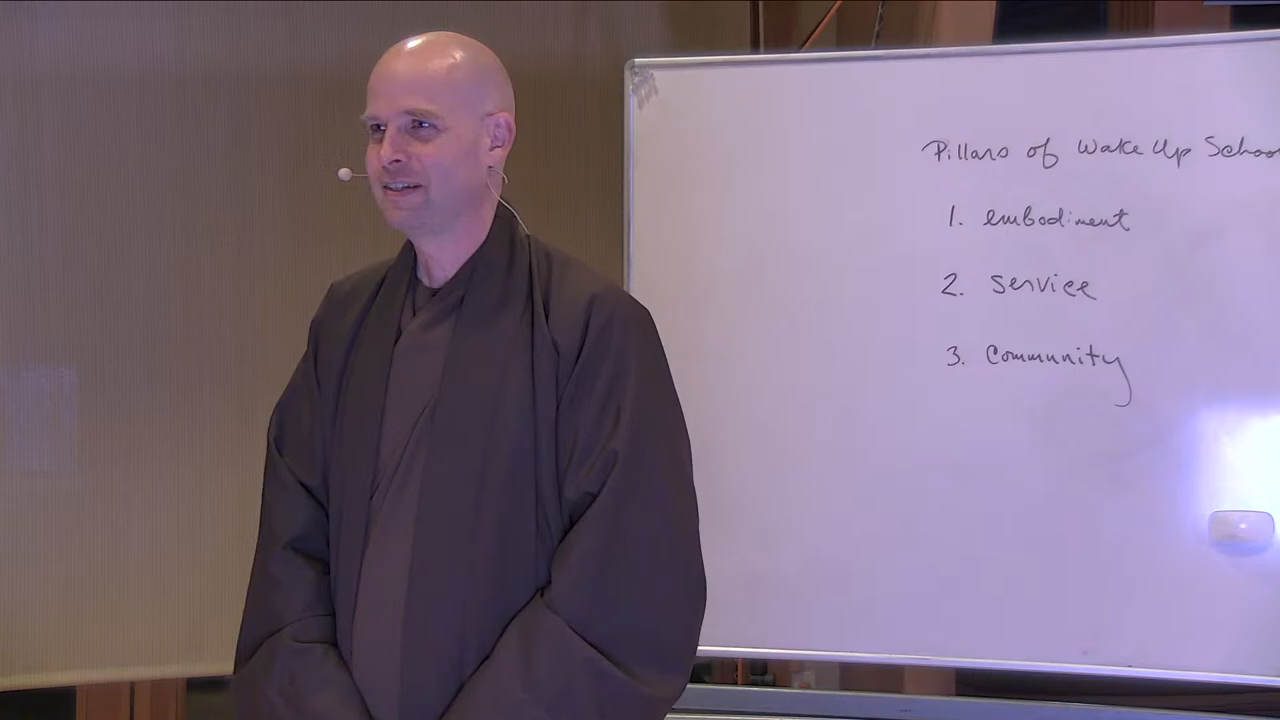 Pillars of Wake Up School
1. embodiment
2. service
3. Community